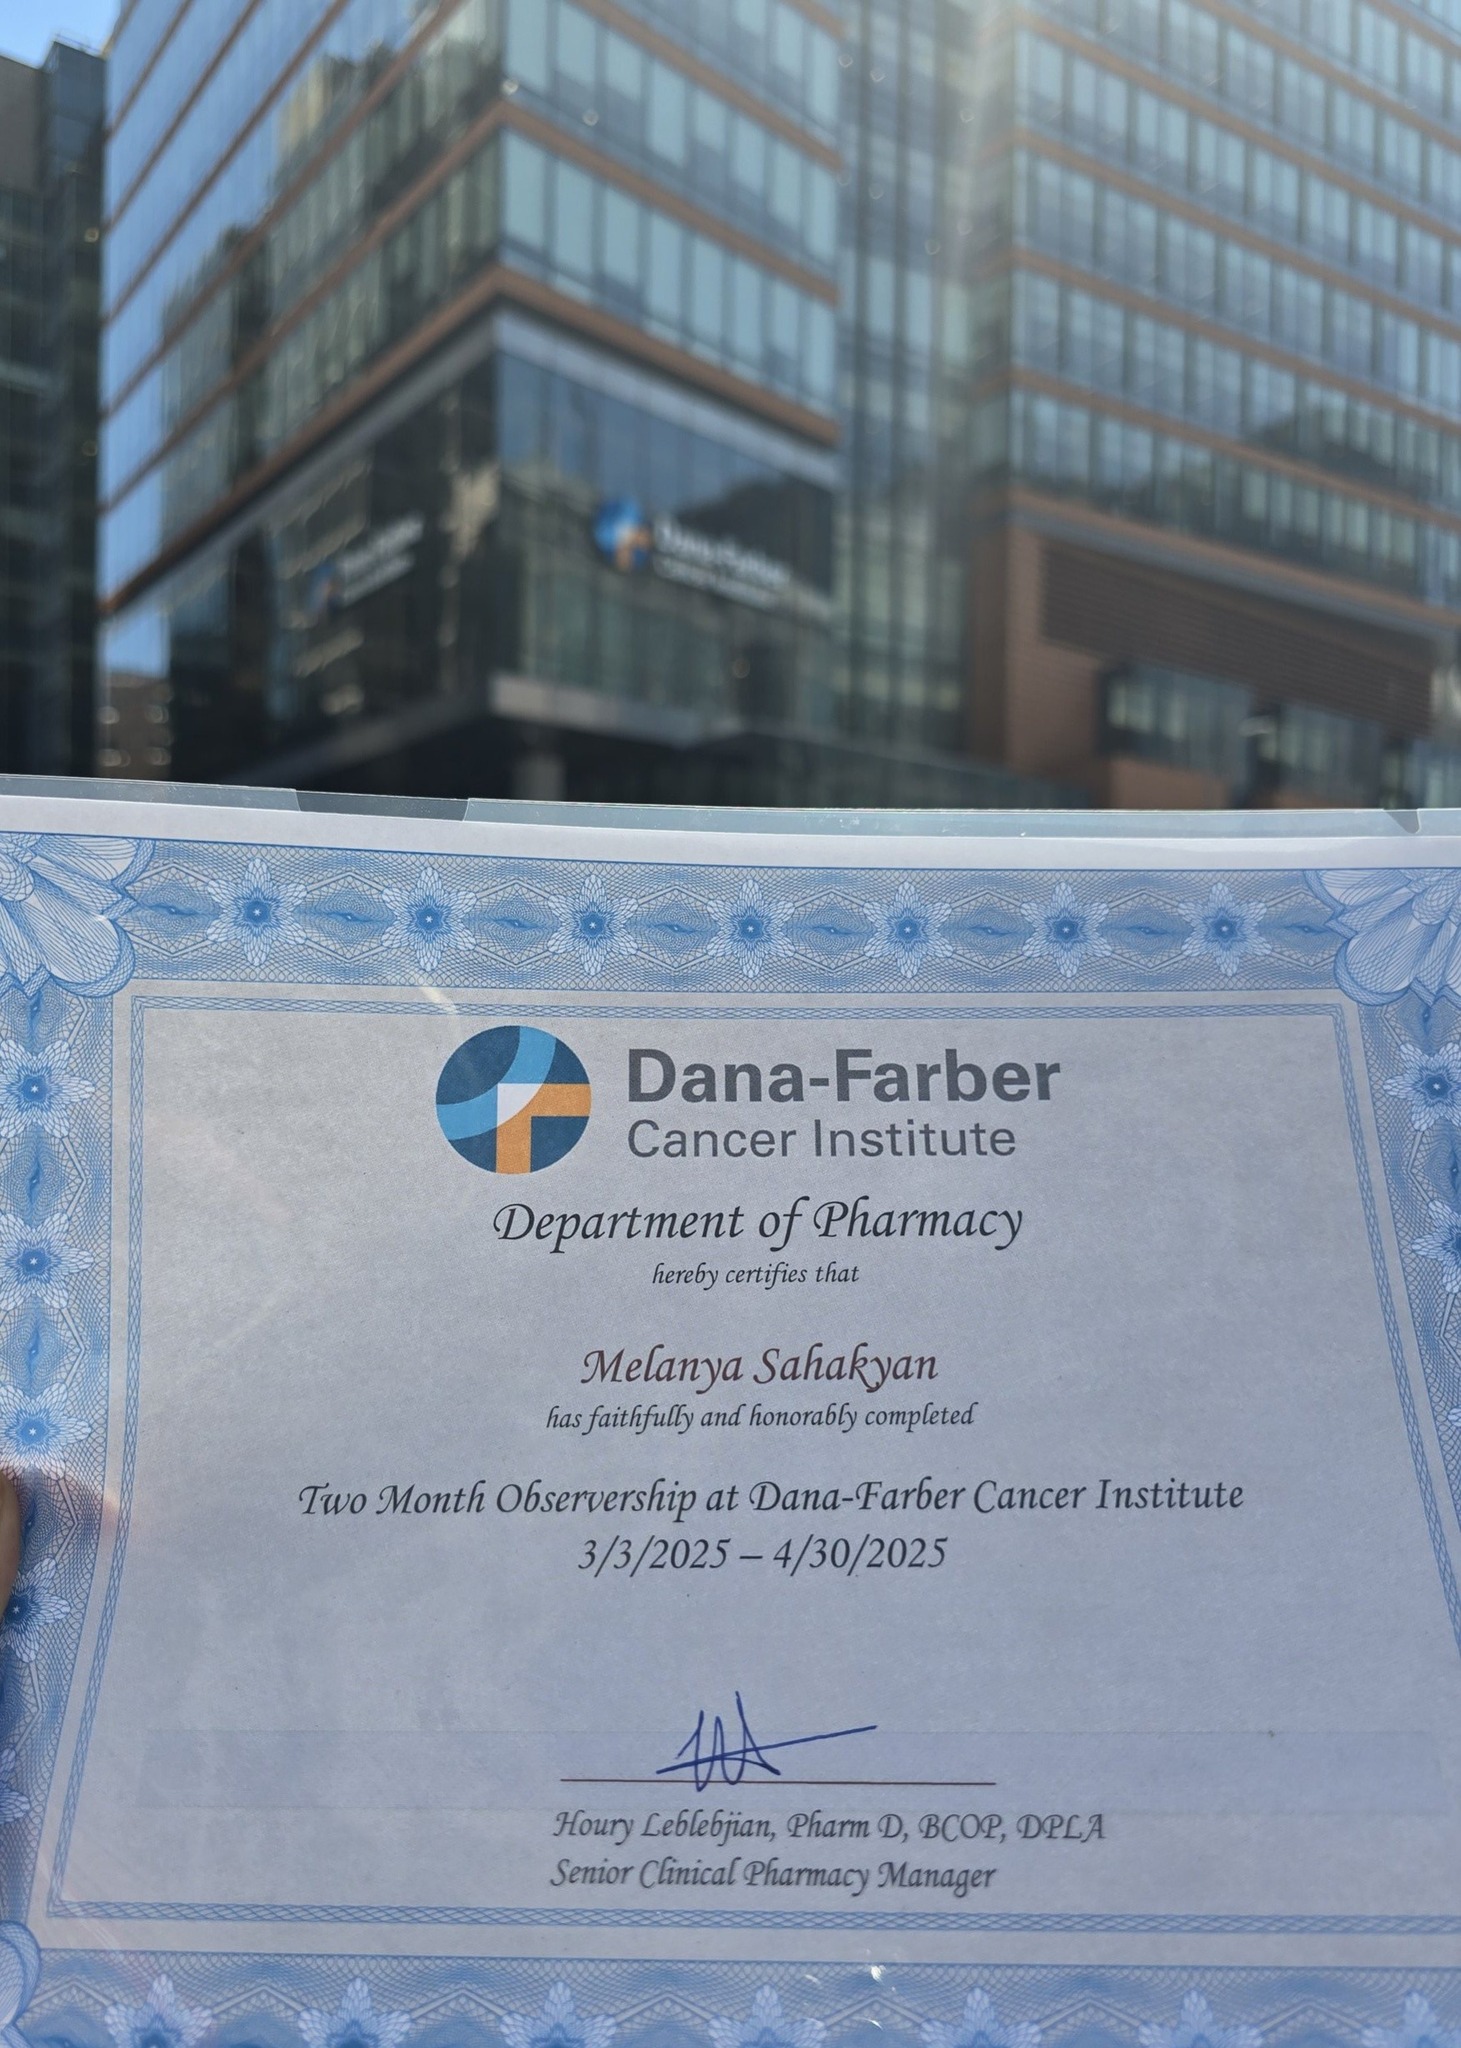 Dana-Farber
Dana-Farber
Cancer Institute
Department of Pharmacy
hereby certifies that
Melanya Sahakyan
has faithfully and honorably completed
Two Month Observership at Dana-Farber Cancer Institute
3/3/2025 – 4/30/2025
Houry Leblebjian, Pharm D, BCOP, DPLA
Senior Clinical Pharmacy Manager